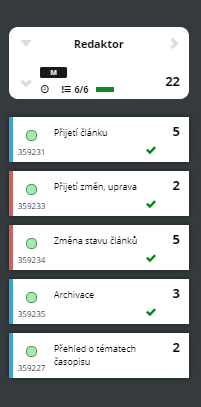 Redaktor
M
6/6
22
Přijetí článku
5
359231
Přijetí změn, uprava
2
359233
Změna stavu článků
5
359234
Archivace
3
359235
Přehled o tématech
časopisu
2
359227